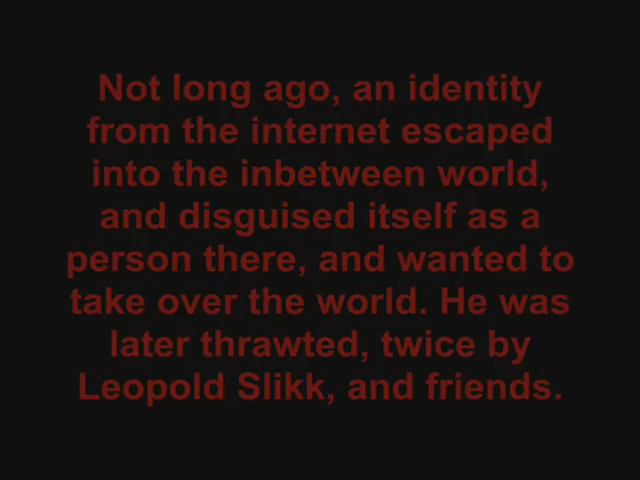 Not long ago, an identity
from the internet escaped
into the inbetween world,
and disguised itself as a
person there, and wanted to
take over the world. He was
later thrawted, twice by
Leopold Slikk, and friends.